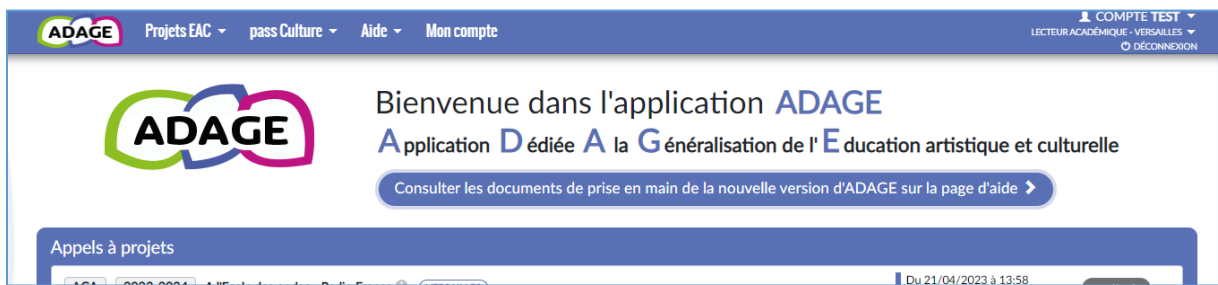 ADAGE Projets EAC pass Culture Aide Mon compte
COMPTE TEST
LECTEUR ACADÉMIQUE - VERSAILLES
DÉCONNEXION
ADAGE
Bienvenue dans l'application ADAGE
Application Dédiée A la Généralisation de l'Education artistique et culturelle
Consulter les documents de prise en main de la nouvelle version d'ADAGE sur la page d'aide
Appels à projets
Du 21/04/2023 à 13:58